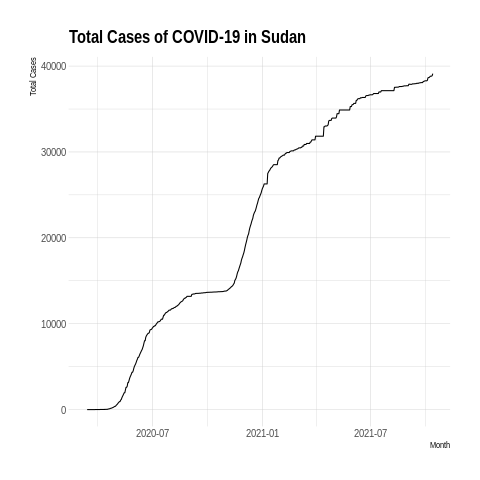 Total Cases of COVID-19 in Sudan
Total Cases
40000
30000
20000
10000
0
2020-07 2021-01 2021-07
Month